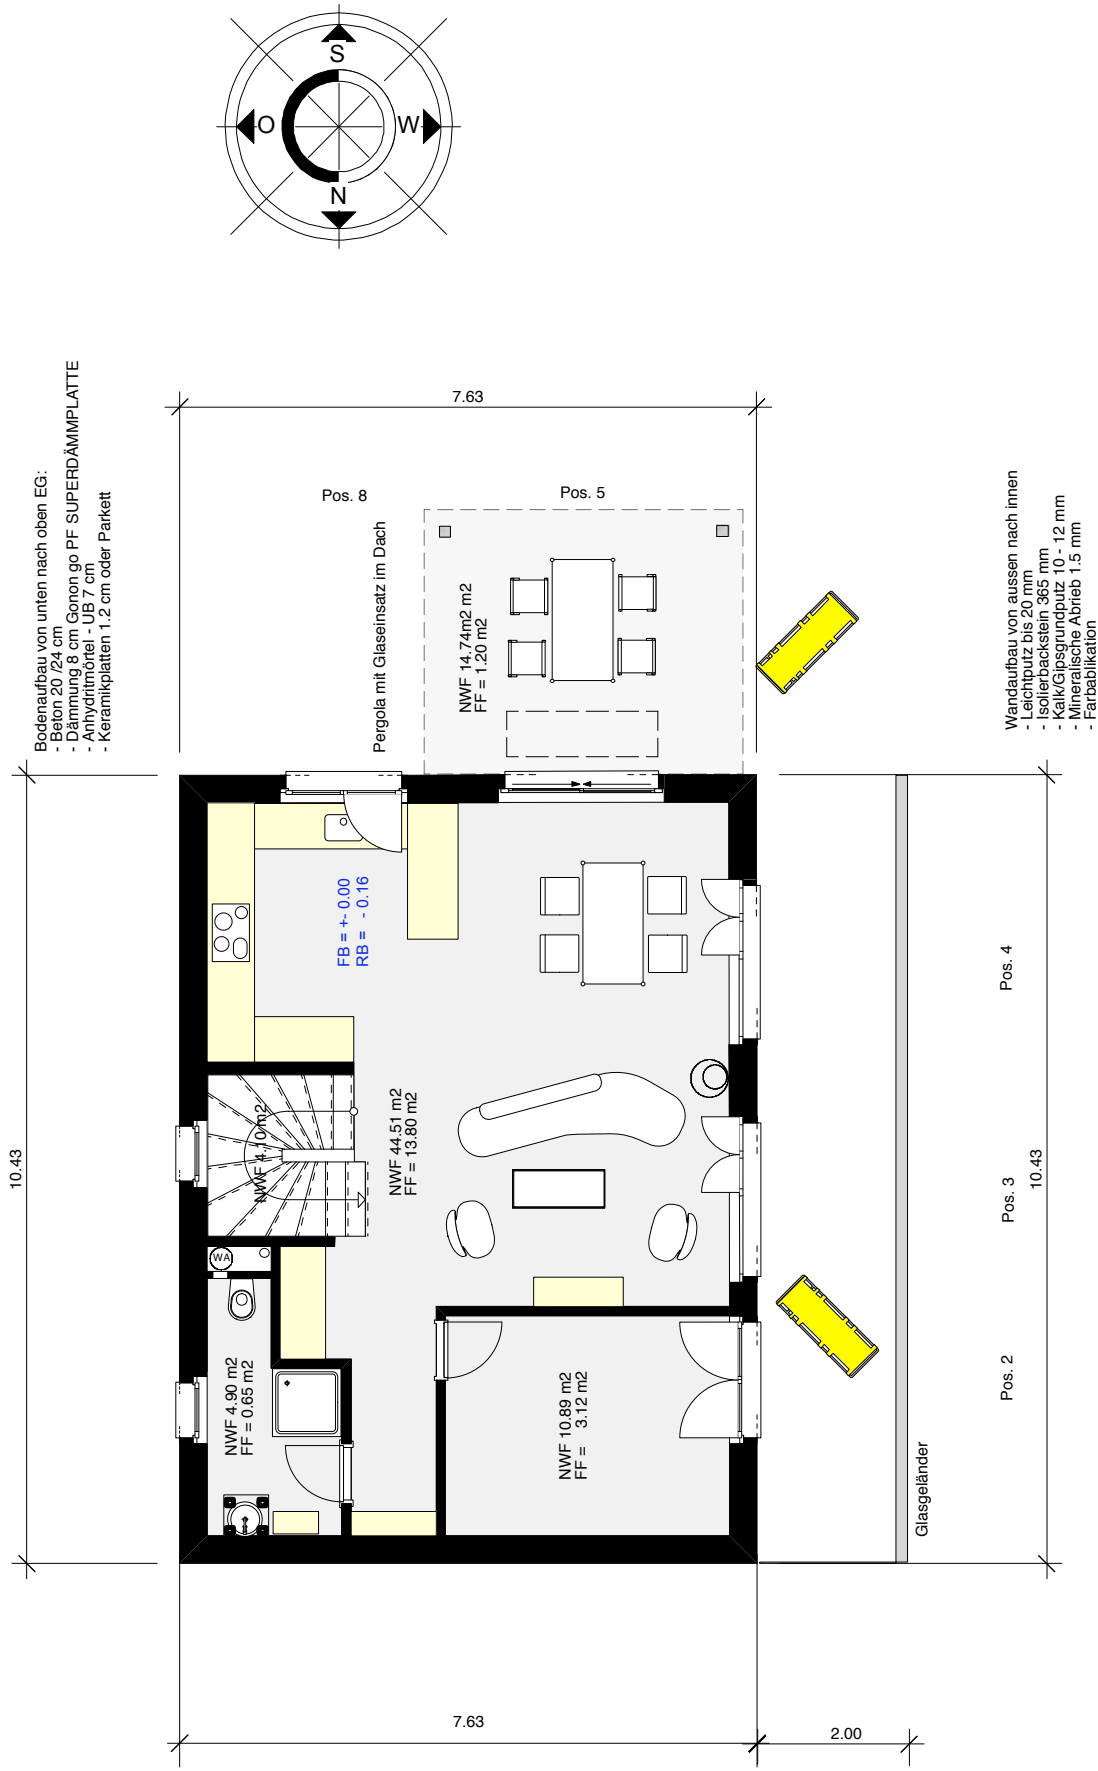 S
O
W
N
Bodenaufbau von unten nach oben EG:
- Beton 20 /24 cm
- Dämmung 8 cm Gonon go PF SUPERDÄMMPLATTE
- Anhydritmörtel - UB 7 cm
- Keramikplatten 1.2 cm oder Parkett
7.63
Pos. 8
Pos. 5
Pergola mit Glaseinsatz im Dach
NWF 14.74m2 m2
FF = 1.20 m2
Wandaufbau von aussen nach innen
- Leichtputz bis 20 mm
- Isolierbackstein 365 mm
- Kalk/Gipsgrundputz 10 - 12 mm
- Mineralische Abrieb 1.5 mm
- Farbablikation
FB = +- 0.00
RB = - 0.16
Pos. 4
10.43
NWF 4.10 m2
NWF 44.51 m2
FF = 13.80 m2
Pos. 3
10.43
WA
NWF 4.90 m2
FF = 0.65 m2
NWF 10.89 m2
FF = 3.12 m2
Pos. 2
Glasgeländer
7.63
2.00